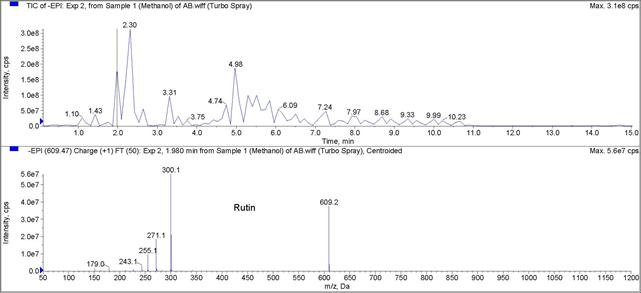 TIC of -EPI: Exp 2, from Sample 1 (Methanol) of AB.wiff (Turbo Spray) Max. 3.1e8 cps.
Intensity, cps
3.0e8
2.5e8
2.0e8
1.5e8
1.0e8
5.0e7
0.0
1.10 1.43 2.30 3.31 3.75 4.74 4.98 6.09 7.24 7.97 8.68 9.33 9.99 10.23
1.0 2.0 3.0 4.0 5.0 6.0 7.0 8.0 9.0 10.0 11.0 12.0 13.0 14.0 15.0
Time, min
-EPI (609.47) Charge (+1) FT (50): Exp 2, 1.980 min from Sample 1 (Methanol) of AB.wiff (Turbo Spray), Centroided Max. 5.6e7 cps.
Intensity, cps
5.6e7
5.0e7
4.0e7
3.0e7
2.0e7
1.0e7
0.0
179.0 243.1 255.1 271.1 300.1 609.2
Rutin
50 100 150 200 250 300 350 400 450 500 550 600 650 700 750 800 850 900 950 1000 1050 1100 1150 1200
m/z, Da